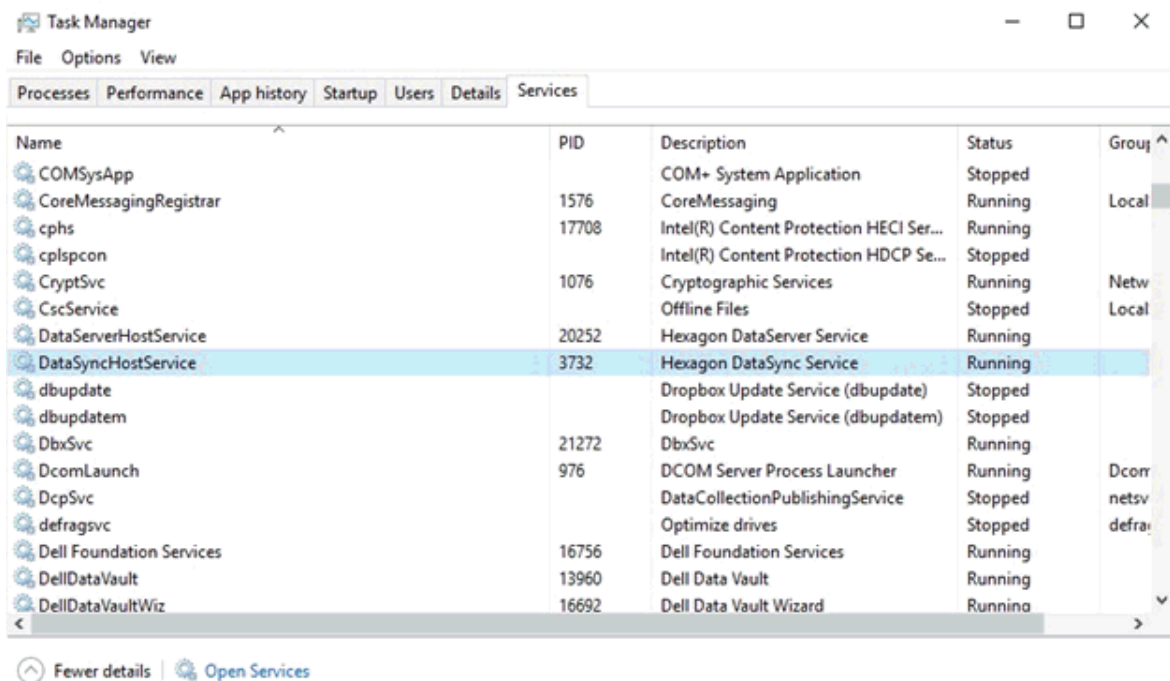 Task Manager
File Options View
Processes Performance App history Startup Users Details Services
Name PID Description Status Group
COMSysApp COM+ System Application Stopped
CoreMessagingRegistrar 1576 CoreMessaging Running Local
cphs 17708 Intel(R) Content Protection HECI Ser... Running
cplspcon Intel(R) Content Protection HDCP Se... Stopped
CryptSvc 1076 Cryptographic Services Running Netw
CscService Offline Files Stopped Local
DataServerHostService 20252 Hexagon DataServer Service Running
DataSyncHostService 3732 Hexagon DataSync Service Running
dbupdate Dropbox Update Service (dbupdate) Stopped
dbupdatem Dropbox Update Service (dbupdatem) Stopped
DbxSvc 21272 DbxSvc Running
DcomLaunch 976 DCOM Server Process Launcher Running Dcom
DcpSvc DataCollectionPublishingService Stopped netsv
defragsvc Optimize drives Stopped defrag
Dell Foundation Services 16756 Dell Foundation Services Running
DellDataVault 13960 Dell Data Vault Running
DellDataVaultWiz 16692 Dell Data Vault Wizard Running
Fewer details Open Services